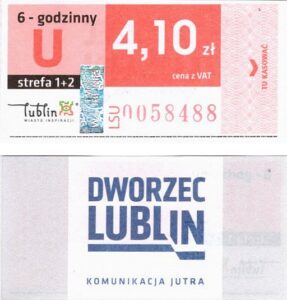 6 - godzinny
U
strefa 1+2
4,10 zł
cena z VAT
TU KASOWAĆ
lublin
MIASTO INSPIRACJI
LSU 0058488
DWORZEC
LUBLIN
KOMUNIKACJA JUTRA